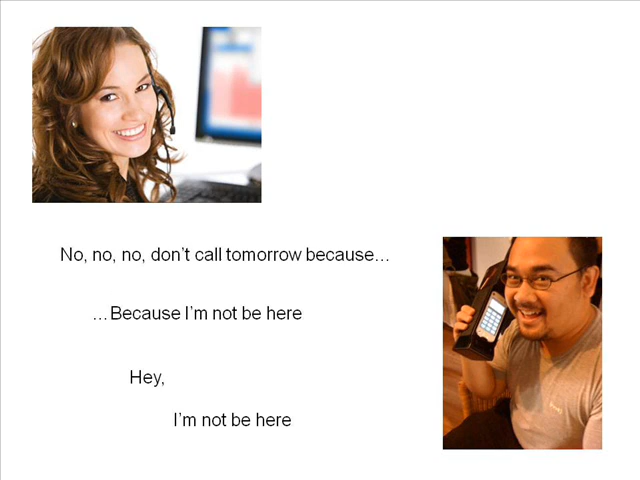 No, no, no, don't call tomorrow because…
…Because I'm not be here
Hey,
I'm not be here